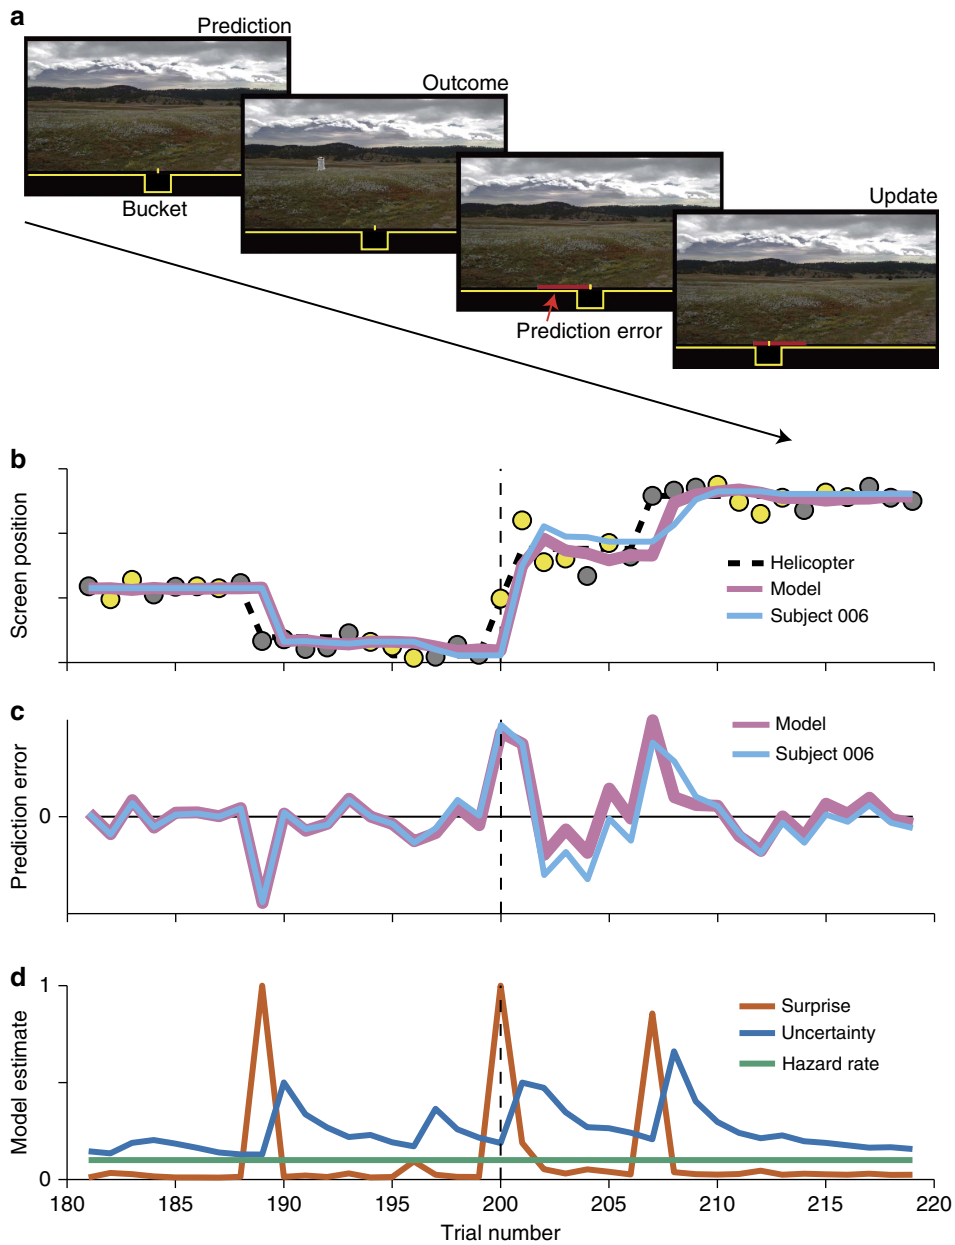 a
Prediction
Outcome
Update
Bucket
Prediction error
b
Screen position
Helicopter
Model
Subject 006
c
Prediction error
0
Model
Subject 006
d
Model estimate
1
0
Surprise
Uncertainty
Hazard rate
180 185 190 195 200 205 210 215 220
Trial number